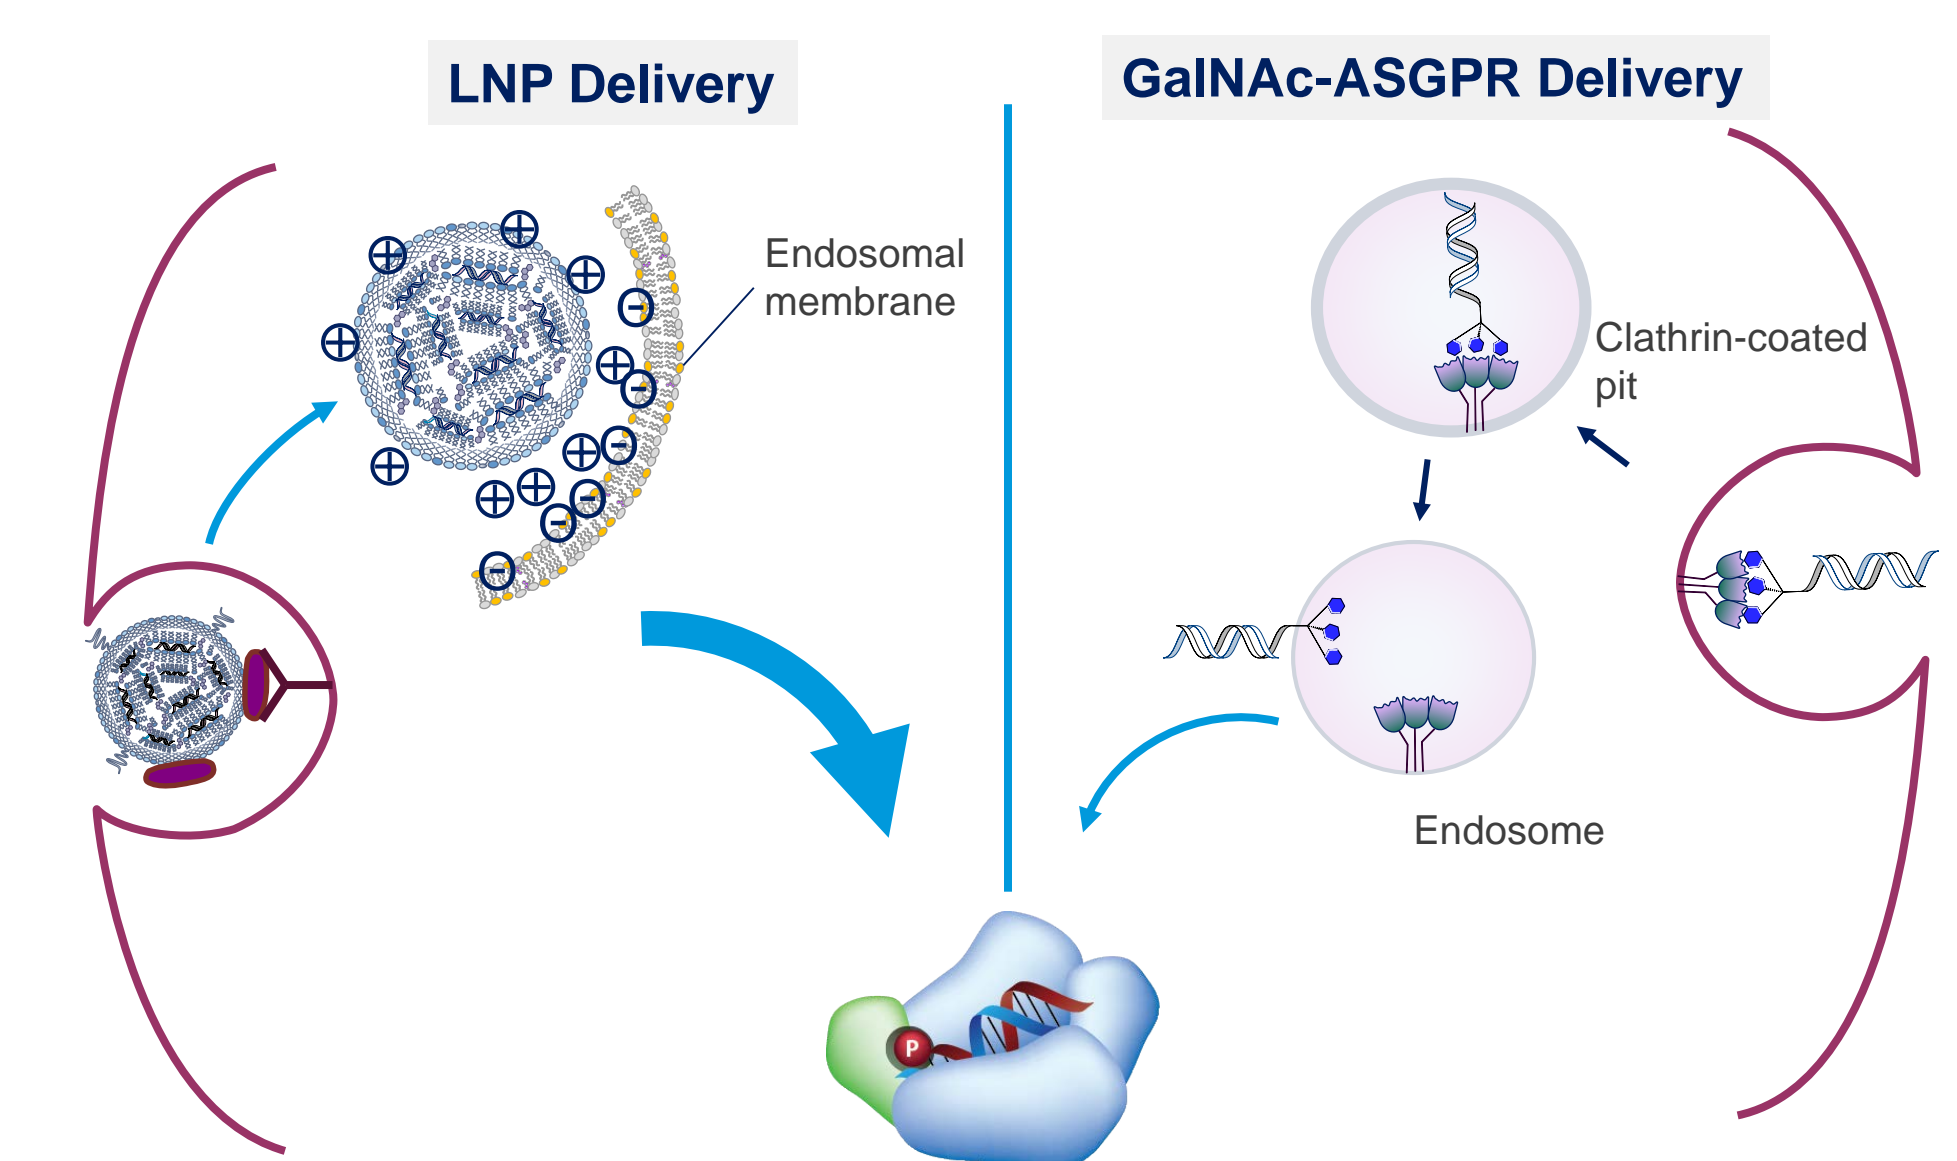 LNP Delivery
GalNAc-ASGPR Delivery
Endosomal
membrane
Clathrin-coated
pit
Endosome
P